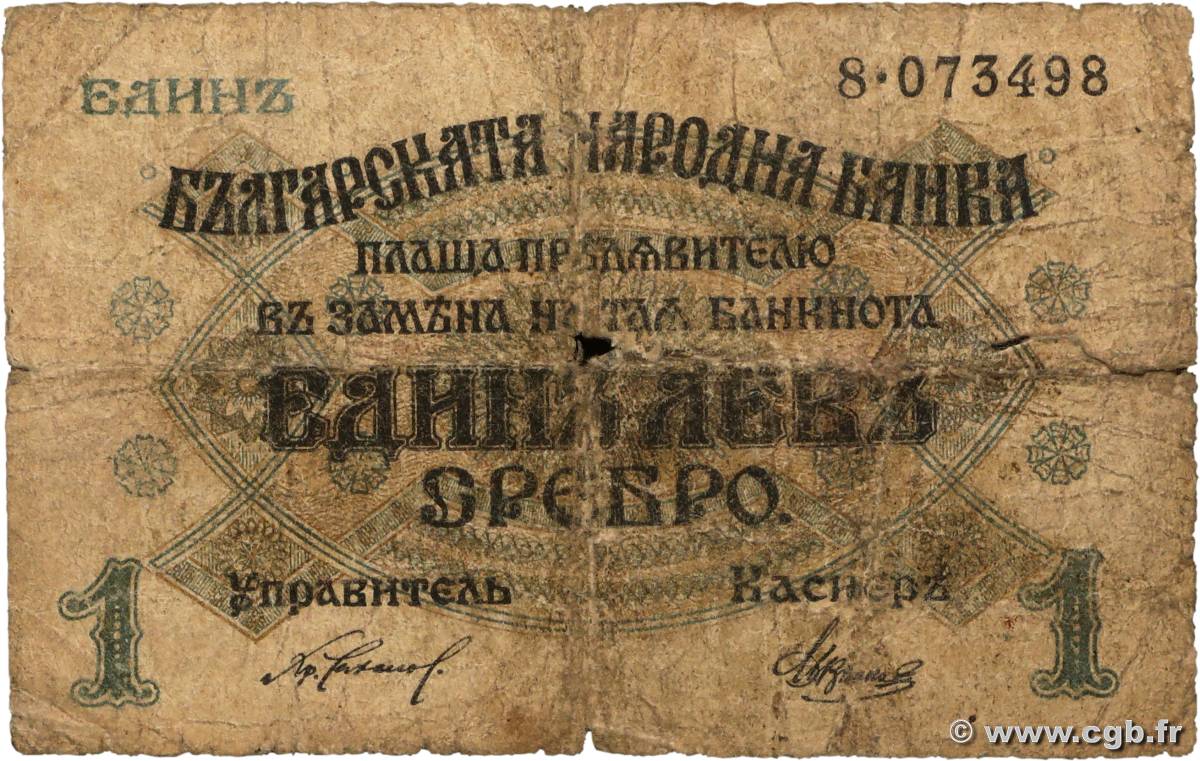 ЕДИНЪ
8·073498
БЪЛГАРСКАТА НАРОДНА БАНКА
ПЛАЩА ПРѢДѪВИТЕЛЮ
ВЪ ЗАМѢНА НА ТАЯ БАНКНОТА
ЕДИНЪ ЛЕВЪ
СРЕБРО.
Управитель Касиеръ
1 1
© www.cgb.fr